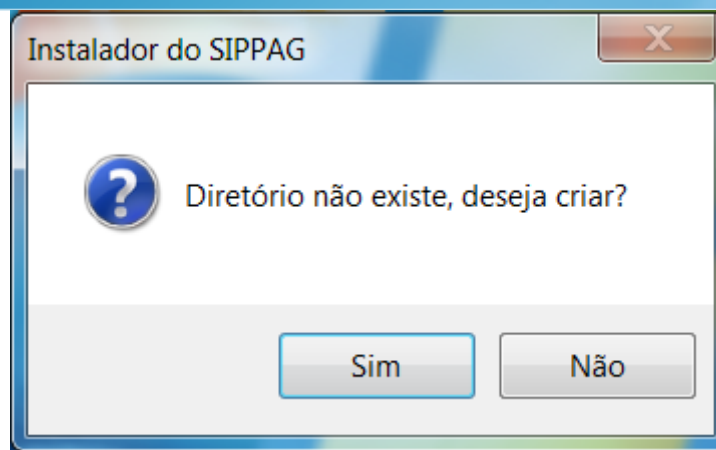 Instalador do SIPPAG
Diretório não existe, deseja criar?
Sim Não